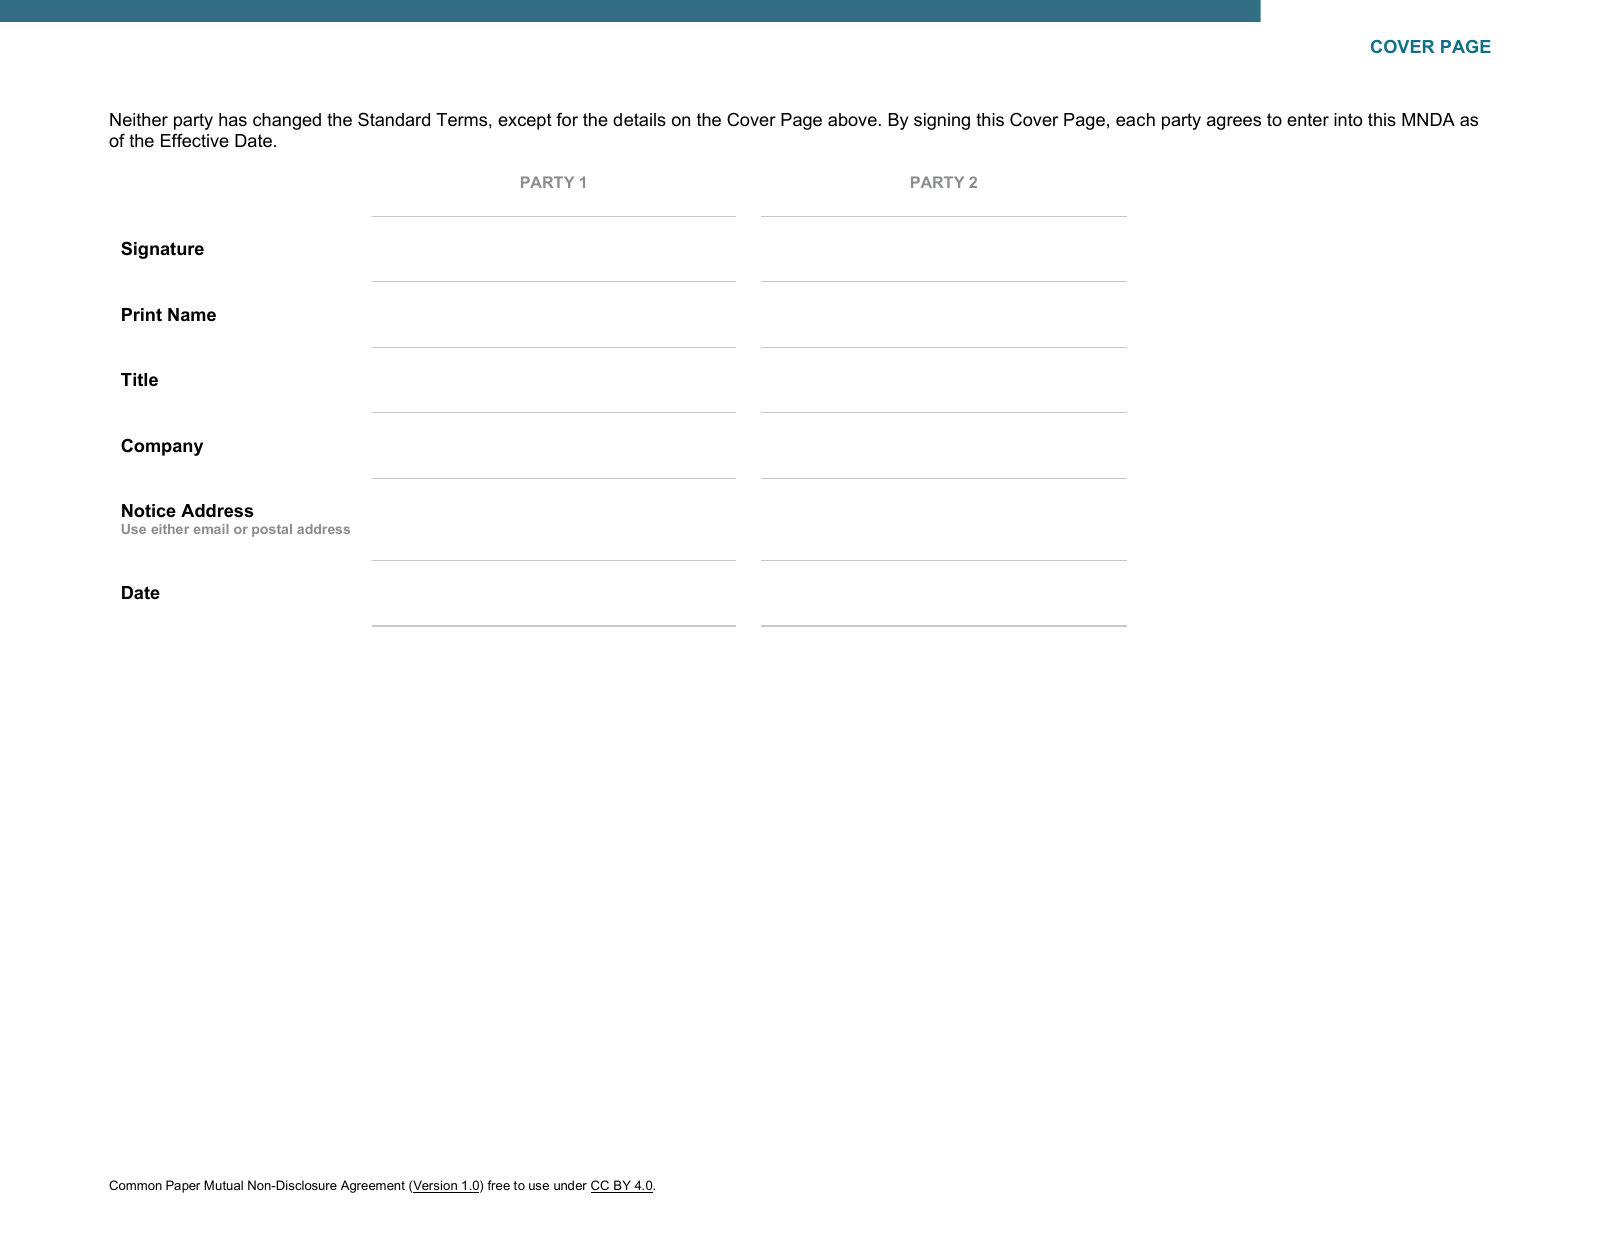 COVER PAGE
Neither party has changed the Standard Terms, except for the details on the Cover Page above. By signing this Cover Page, each party agrees to enter into this MNDA as
of the Effective Date.
PARTY 1 PARTY 2
Signature
Print Name
Title
Company
Notice Address
Use either email or postal address
Date
Common Paper Mutual Non-Disclosure Agreement (Version 1.0) free to use under CC BY 4.0.